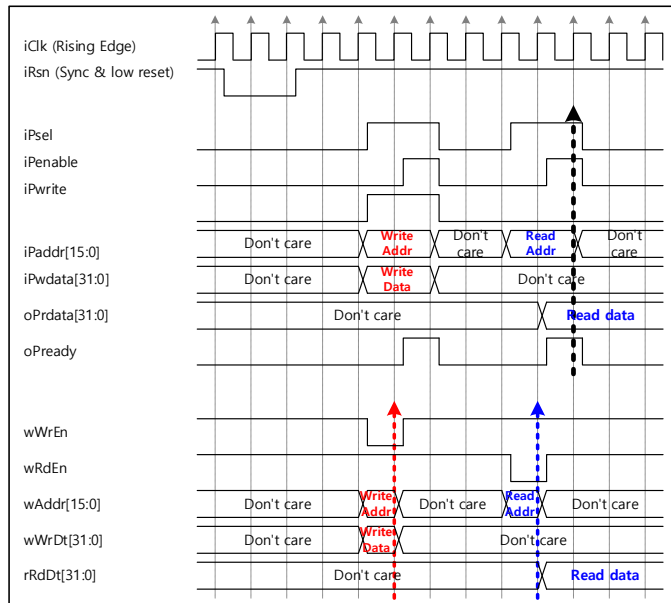 iClk (Rising Edge)
iRsn (Sync & low reset)
iPsel
iPenable
iPwrite
iPaddr[15:0]
Don't care
Write
Addr
Don't
care
Read
Addr
Don't
care
iPwdata[31:0]
Don't care
Write
Data
Don't care
oPrdata[31:0]
Don't care
Read data
oPready
wWrEn
wRdEn
wAddr[15:0]
Don't care
Write
Addr
Don't care
Read
Addr
Don't care
wWrDt[31:0]
Don't care
Write
Data
Don't care
rRdDt[31:0]
Don't care
Read data